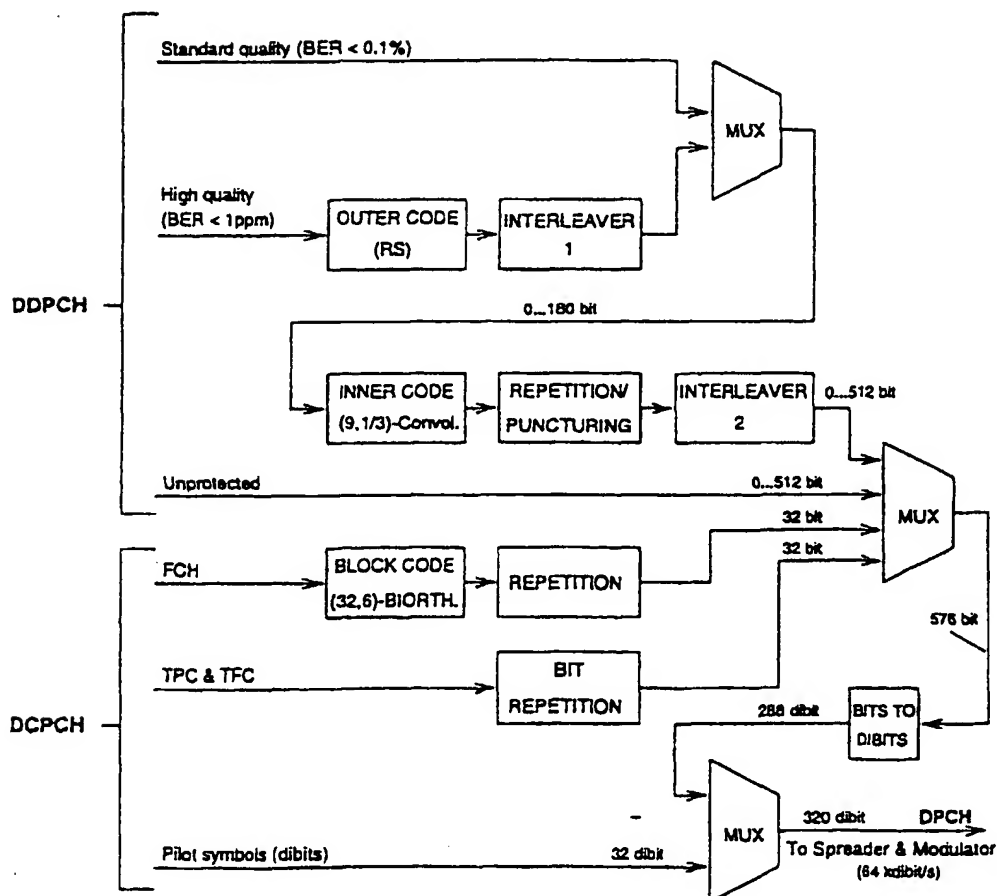 Standard quality (BER < 0.1%)
MUX
High quality
(BER < 1ppm)
OUTER CODE
(RS)
INTERLEAVER
1
DDPCH
0...180 bit
INNER CODE
(9,1/3)-Convol.
REPETITION/
PUNCTURING
INTERLEAVER
2
0...512 bit
Unprotected
0...512 bit
MUX
32 bit
32 bit
FCH
BLOCK CODE
(32,6)-BIORTH.
REPETITION
576 bit
TPC & TFC
BIT
REPETITION
DCPCH
288 dibit
BITS TO
DIBITS
MUX
320 dibit
DPCH
Pilot symbols (dibits)
32 dibit
To Spreader & Modulator
(64 kdibit/s)